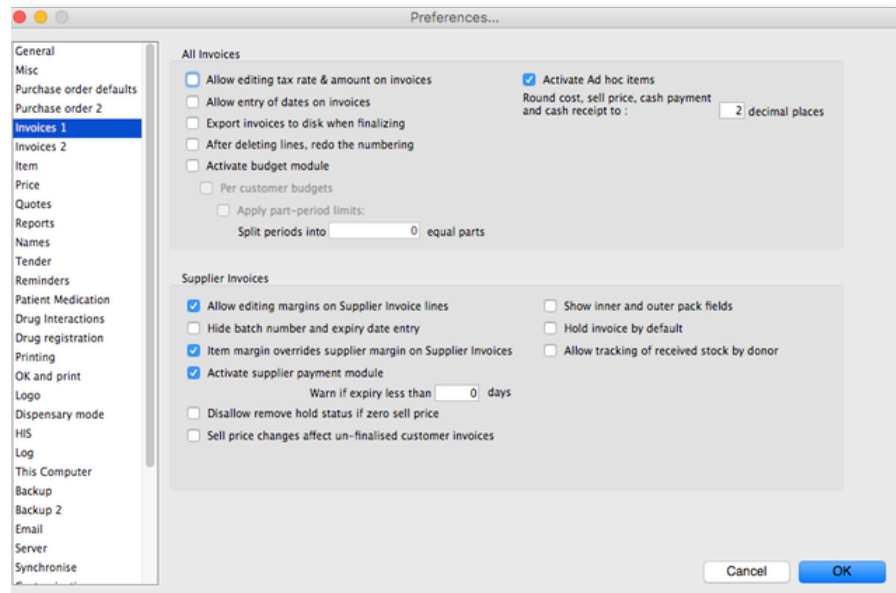 Preferences...
General
Misc
Purchase order defaults
Purchase order 2
Invoices 1
Invoices 2
Item
Price
Quotes
Reports
Names
Tender
Reminders
Patient Medication
Drug Interactions
Drug registration
Printing
OK and print
Logo
Dispensary mode
HIS
Log
This Computer
Backup
Backup 2
Email
Server
Synchronise
All Invoices
Allow editing tax rate & amount on invoices
Allow entry of dates on invoices
Export invoices to disk when finalizing
After deleting lines, redo the numbering
Activate budget module
Per customer budgets
Apply part-period limits:
Split periods into 0 equal parts
Activate Ad hoc items
Round cost, sell price, cash payment
and cash receipt to : 2 decimal places
Supplier Invoices
Allow editing margins on Supplier Invoice lines
Hide batch number and expiry date entry
Item margin overrides supplier margin on Supplier Invoices
Activate supplier payment module
Warn if expiry less than 0 days
Disallow remove hold status if zero sell price
Sell price changes affect un-finalised customer invoices
Show inner and outer pack fields
Hold invoice by default
Allow tracking of received stock by donor
Cancel
OK